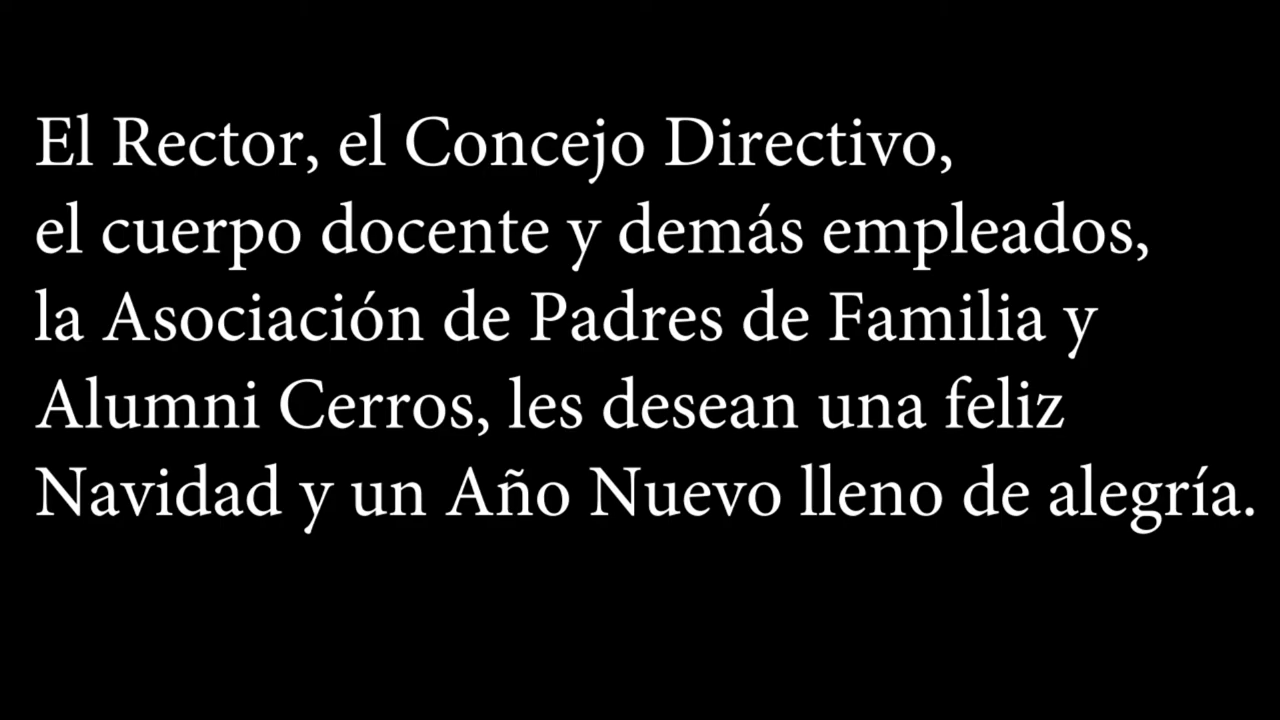 El Rector, el Concejo Directivo,
el cuerpo docente y demás empleados,
la Asociación de Padres de Familia y
Alumni Cerros, les desean una feliz
Navidad y un Año Nuevo lleno de alegría.